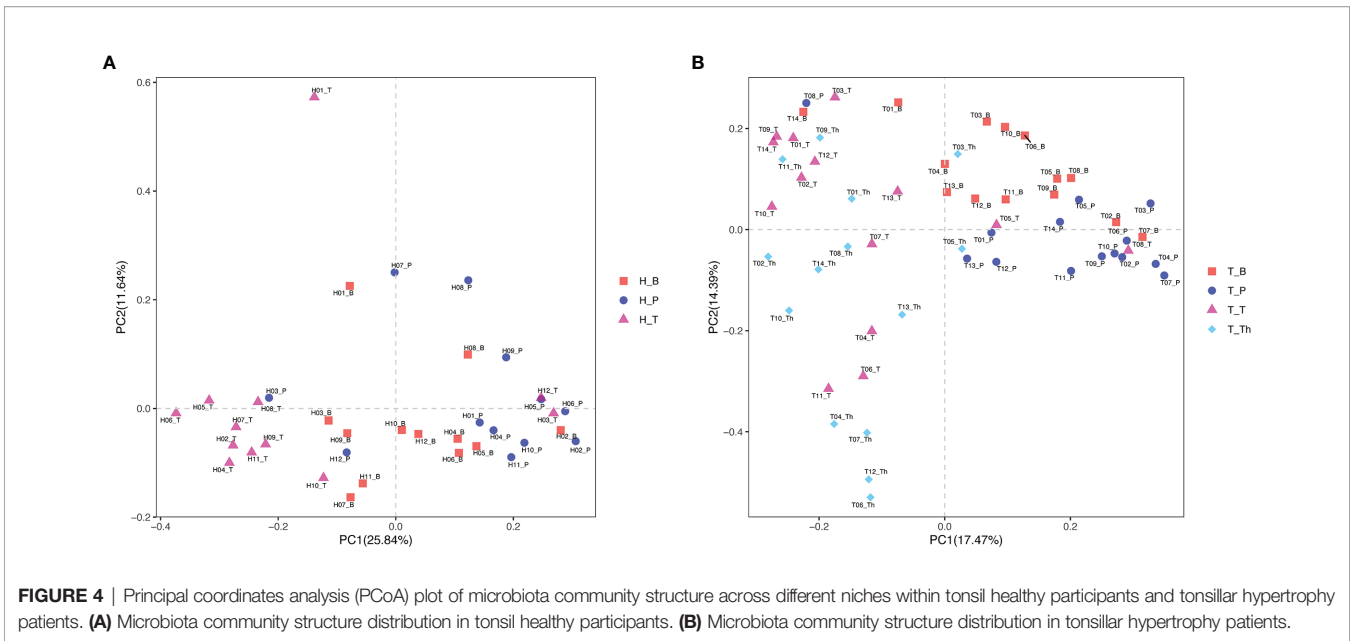 A
B
H01_T
H07_P
H08_P
H01_B
H08_B
H09_P
H03_P
H05_T
H06_T
H08_T
H07_T
H02_T
H09_T
H04_T
H11_T
H10_T
H03_B
H09_B
H12_P
H11_B
H07_B
H10_B
H12_B
H04_B
H06_B
H05_B
H01_P
H04_P
H10_P
H11_P
H12_T
H05_P
H06_P
H03_T
H02_B
H02_P
0.6
0.4
0.2
0.0
-0.2
-0.4
-0.2
0.0
0.2
PC1(25.84%)
PC2(11.64%)
H_B
H_P
H_T
T08_P
T03_T
T14_B
T01_B
T09_T
T14_T
T01_T
T09_Th
T12_T
T11_Th
T02_T
T10_T
T01_Th
T13_T
T07_T
T08_Th
T02_Th
T14_Th
T10_Th
T13_Th
T04_T
T06_T
T11_T
T04_Th
T07_Th
T12_Th
T06_Th
T03_B
T10_B
T06_B
T03_Th
T04_B
T13_B
T12_B
T11_B
T05_B
T08_B
T09_B
T05_P
T03_P
T05_T
T01_P
T14_P
T02_B
T07_B
T06_P
T08_T
T05_Th
T13_P
T12_P
T11_P
T10_P
T09_P
T02_P
T04_P
T07_P
0.2
0.0
-0.2
-0.4
-0.2
0.0
0.2
PC1(17.47%)
PC2(14.39%)
T_B
T_P
T_T
T_Th
FIGURE 4 | Principal coordinates analysis (PCoA) plot of microbiota community structure across different niches within tonsil healthy participants and tonsillar hypertrophy
patients. (A) Microbiota community structure distribution in tonsil healthy participants. (B) Microbiota community structure distribution in tonsillar hypertrophy patients.